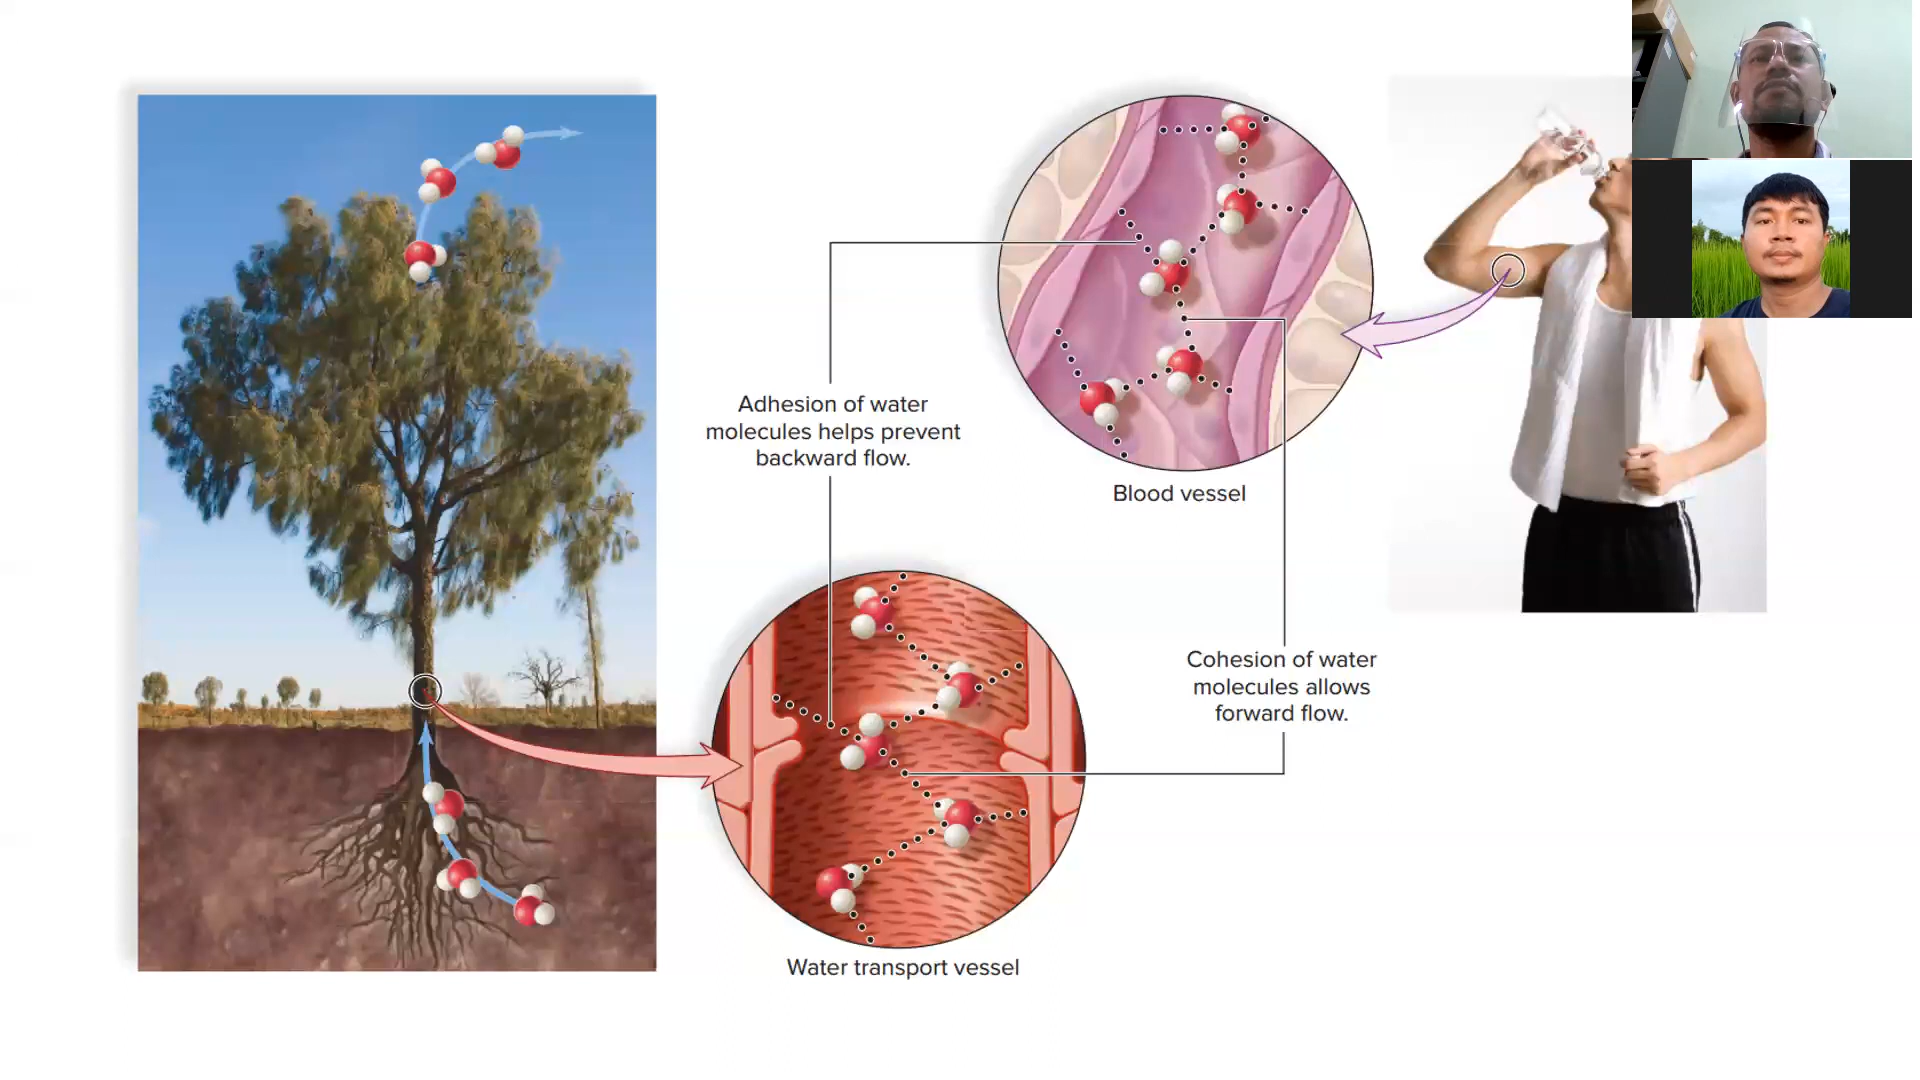 Adhesion of water
molecules helps prevent
backward flow.
Blood vessel
Cohesion of water
molecules allows
forward flow.
Water transport vessel